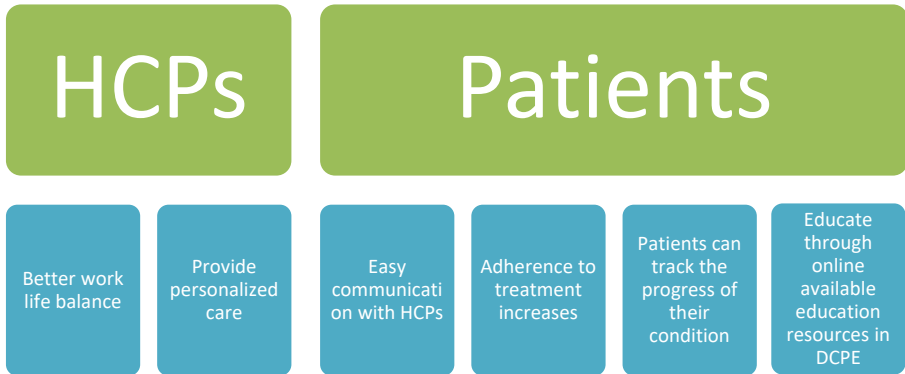 HCPs
Patients
Better work
life balance
Provide
personalized
care
Easy
communicati
on with HCPs
Adherence to
treatment
increases
Patients can
track the
progress of
their
condition
Educate
through
online
available
education
resources in
DCPE